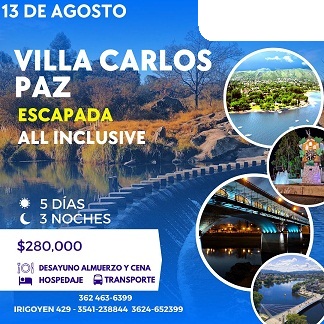 13 DE AGOSTO
VILLA CARLOS
PAZ
ESCAPADA
ALL INCLUSIVE
5 DÍAS
3 NOCHES
$280,000
DESAYUNO ALMUERZO Y CENA
HOSPEDAJE TRANSPORTE
362 463-6399
IRIGOYEN 429 - 3541-238844 3624-652399